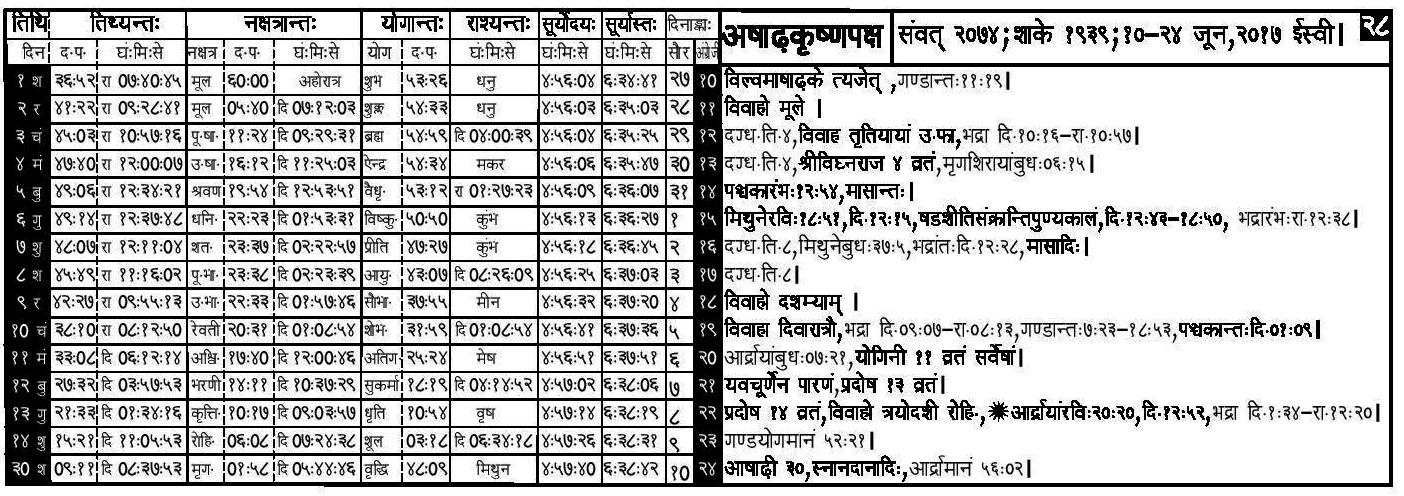 तिथि तिथ्यन्तः नक्षत्रान्तः योगान्तः राश्यन्तः सूर्योदयः सूर्यास्तः दिनाङ्काः अषाढ़कृष्णपक्ष संवत् २०७४; शाके १९३९; १०–२४ जून, २०१७ ईस्वी। २८
दिन द·प· घंःमिःसे नक्षत्र द·प· घंःमिःसे योग द·प· घंःमिःसे घंःमिःसे घंःमिःसे सौर अंग्रेजी
१ श ३६:५२ रा ०७:४०:४५ मूल ६०:०० अहोरात्र शुभ ५३:२६ धनु ४:५६:०४ ६:३४:४१ २७ १० विल्वमाषाढ़के त्यजेत् ,गण्डान्तः११:१९।
२ र ४१:२२ रा ०९:२८:४१ मूल ०५:४० दि ०७:१२:०३ शुक्ल ५४:३३ धनु ४:५६:०४ ६:३५:०३ २८ ११ विवाहो मूले ।
३ चं ४५:०३ रा १०:५७:१६ पू·षा· ११:२४ दि ०९:२९:३१ ब्रह्म ५४:५९ दि ०४:००:३९ ४:५६:०४ ६:३५:२५ २९ १२ दग्ध·ति·४,विवाह तृतियायां उ·फा,भद्रा दि·१०:१६–रा·१०:५७।
४ मं ४७:४० रा १२:००:०७ उ·षा· १६:१२ दि ११:२५:०३ ऐन्द्र ५४:३४ मकर ४:५६:०६ ६:३५:४७ ३० १३ दग्ध·ति·४,श्रीविघ्नराज ४ व्रतं,मृगशिरायांबुधः०६:१५।
५ बु ४९:०६ रा १२:३४:२१ श्रवण १९:५४ दि १२:५३:५१ वैधृ· ५३:१२ रा ०१:२७:२३ ४:५६:०९ ६:३६:०७ ३१ १४ पञ्चकारंभः१२:५४,मासान्तः।
६ गु ४९:१४ रा १२:३७:४८ धनि· २२:२३ दि ०१:५३:३१ विष्कु· ५०:५० कुंभ ४:५६:१३ ६:३६:२७ १ १५ मिथुनेरविः१८:५१,दि·१२:१५,षडशीतिसंक्रान्तिपुण्यकालं,दि·१२:४३–१८:५०, भद्रारंभःरा·१२:३८।
७ शु ४८:०७ रा १२:११:०४ शत· २३:३७ दि ०२:२२:५७ प्रीति ४७:२७ कुंभ ४:५६:१८ ६:३६:४५ २ १६ दग्ध·ति·८,मिथुनेबुधः३७:५,भद्रांतःदि·१२:२८,मासादिः।
८ श ४५:४९ रा ११:१६:०२ पू·भा· २३:३८ दि ०२:२३:३९ आयु· ४३:०७ दि ०८:२६:०९ ४:५६:२५ ६:३७:०३ ३ १७ दग्ध·ति·८।
९ र ४२:२७ रा ०९:५५:१३ उ·भा· २२:३३ दि ०१:५७:४६ सौभा· ३७:५५ मीन ४:५६:३२ ६:३७:२० ४ १८ विवाहो दशम्याम् ।
१० चं ३८:१० रा ०८:१२:५० रेवती २०:३१ दि ०१:०८:५४ शोभ· ३१:५९ दि ०१:०८:५४ ४:५६:४१ ६:३७:३६ ५ १९ विवाहा दिवारात्रौ,भद्रा दि·०९:०७–रा·०८:१३,गण्डान्तः७:२३–१८:५३,पञ्चकान्तःदि·०१:०९।
११ मं ३३:०८ दि ०६:१२:१४ अश्वि· १७:४० दि १२:००:४६ अतिग· २५:२४ मेष ४:५६:५१ ६:३७:५१ ६ २० आर्द्रायांबुधः०७:२१,योगिनी ११ व्रतं सर्वेषां।
१२ बु २७:३२ दि ०३:५७:५३ भरणी १४:११ दि १०:३७:२९ सुकर्मा १८:१९ दि ०४:१४:५२ ४:५७:०२ ६:३८:०६ ७ २१ यवचूर्णेन पारणं,प्रदोष १३ व्रतं।
१३ गु २१:३३ दि ०१:३४:१६ कृत्ति· १०:१७ दि ०९:०३:५७ धृति १०:५४ वृष ४:५७:१४ ६:३८:१९ ८ २२ प्रदोष १४ व्रतं,विवाहे त्रयोदशी रोहि·,✹आर्द्रायांरविः२०:२०,दि·१२:५२,भद्रा दि·१:३४–रा·१२:२०।
१४ शु १५:२१ दि ११:०५:५३ रोहि· ०६:०८ दि ०७:२४:३८ शूल ०३:१८ दि ०६:३४:१८ ४:५७:२६ ६:३८:३१ ९ २३ गण्डयोगमानं ५२:२१।
३० श ०९:११ दि ०८:३७:५३ मृग· ०१:५८ दि ०५:४४:४६ वृद्धि ४८:०९ मिथुन ४:५७:४० ६:३८:४२ १० २४ आषाढ़ी ३०,स्नानदानादिः,आर्द्रामानं ५६:०२।